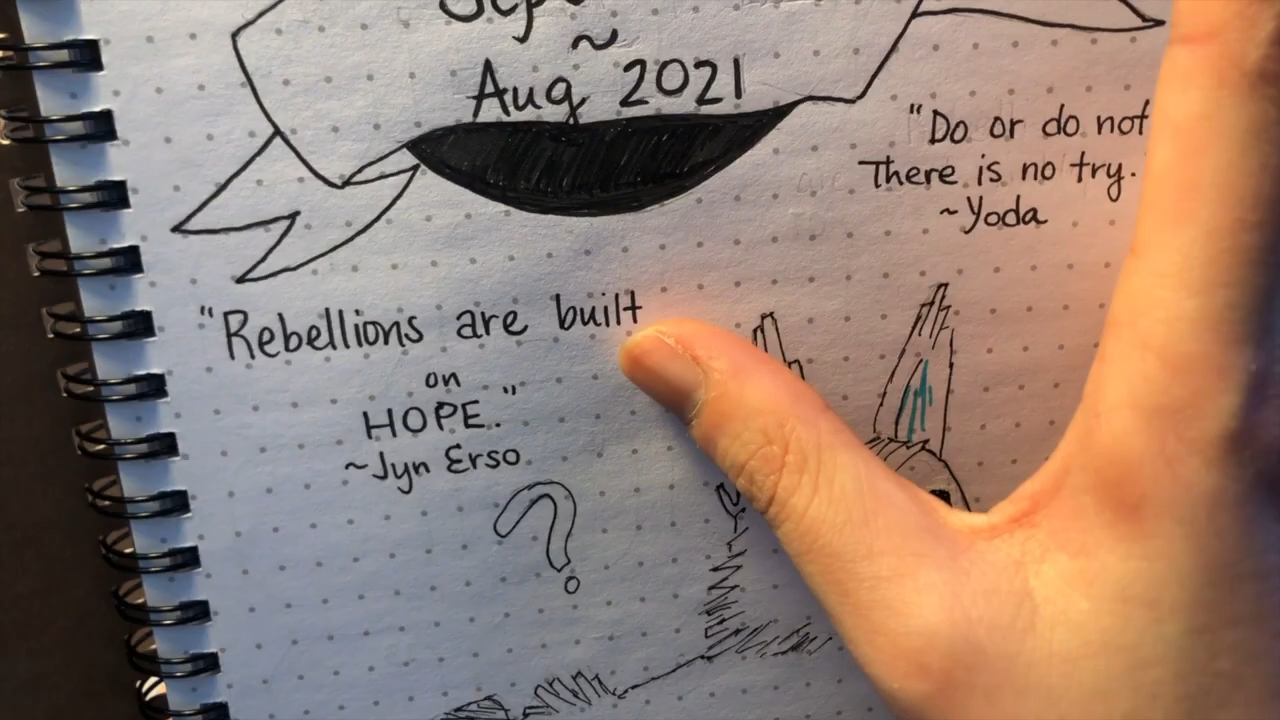 ~
Aug 2021
"Do or do not
There is no try.
~Yoda
"Rebellions are built
on
HOPE."
~Jyn Erso
?